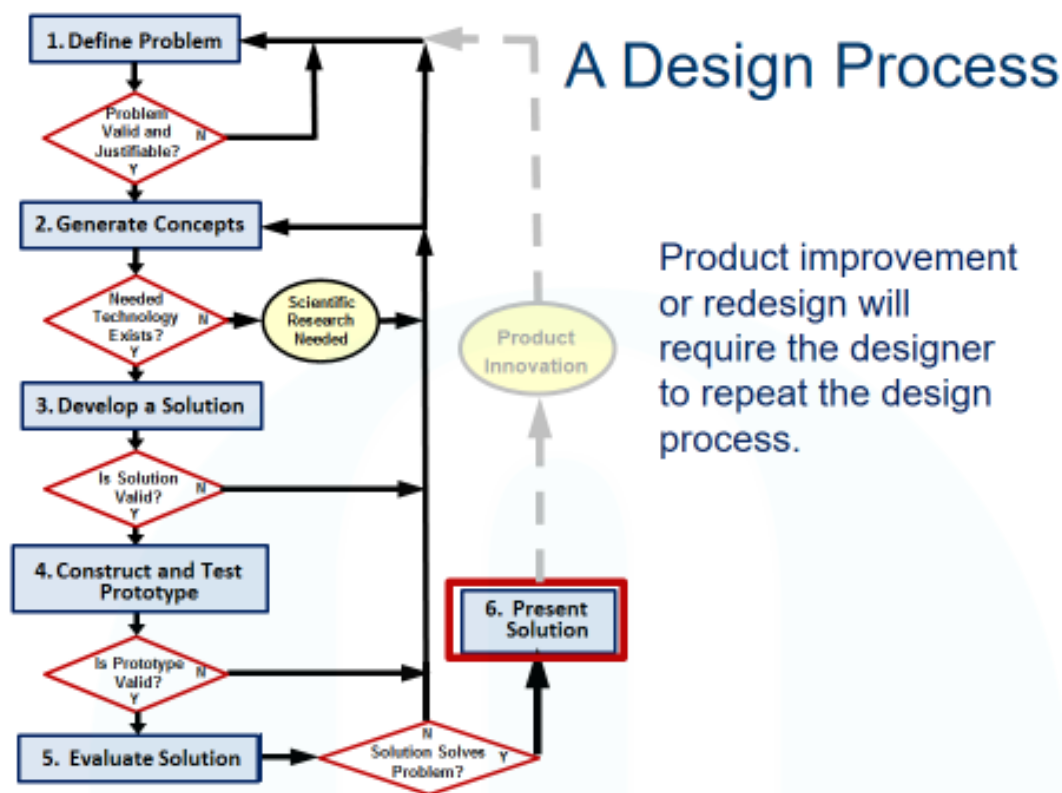 A Design Process
1. Define Problem
Problem
Valid and
Justifiable?
N
Y
2. Generate Concepts
Needed
Technology
Exists?
N
Y
Scientific
Research
Needed
3. Develop a Solution
Is Solution
Valid?
N
Y
4. Construct and Test
Prototype
Is Prototype
Valid?
N
Y
5. Evaluate Solution
N
Solution Solves
Problem?
Y
6. Present
Solution
Product
Innovation
Product improvement
or redesign will
require the designer
to repeat the design
process.